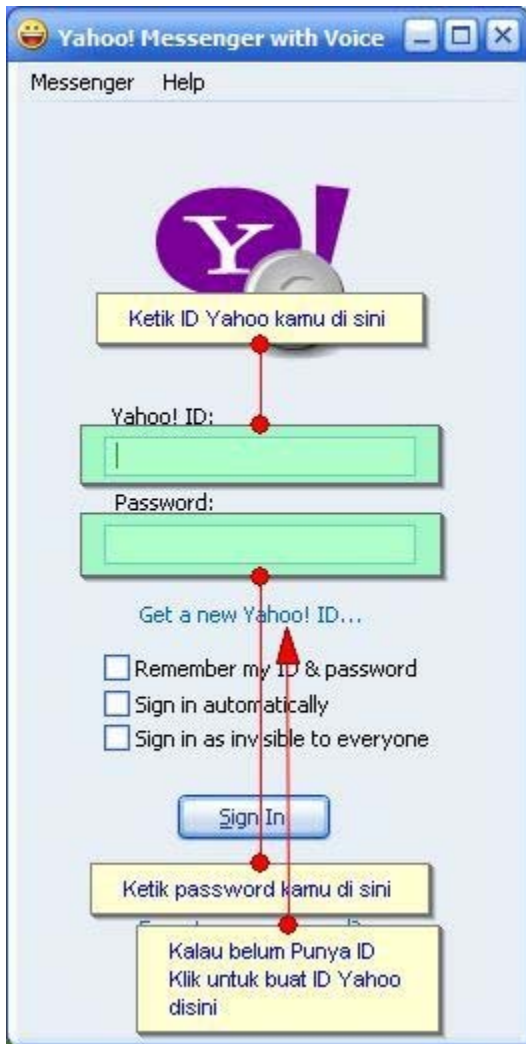 Yahoo! Messenger with Voice
Messenger Help
Y!
Ketik ID Yahoo kamu di sini
Yahoo! ID:
Password:
Get a new Yahoo! ID...
Remember my ID & password
Sign in automatically
Sign in as invisible to everyone
Sign In
Ketik password kamu di sini
Kalau belum Punya ID
Klik untuk buat ID Yahoo
disini